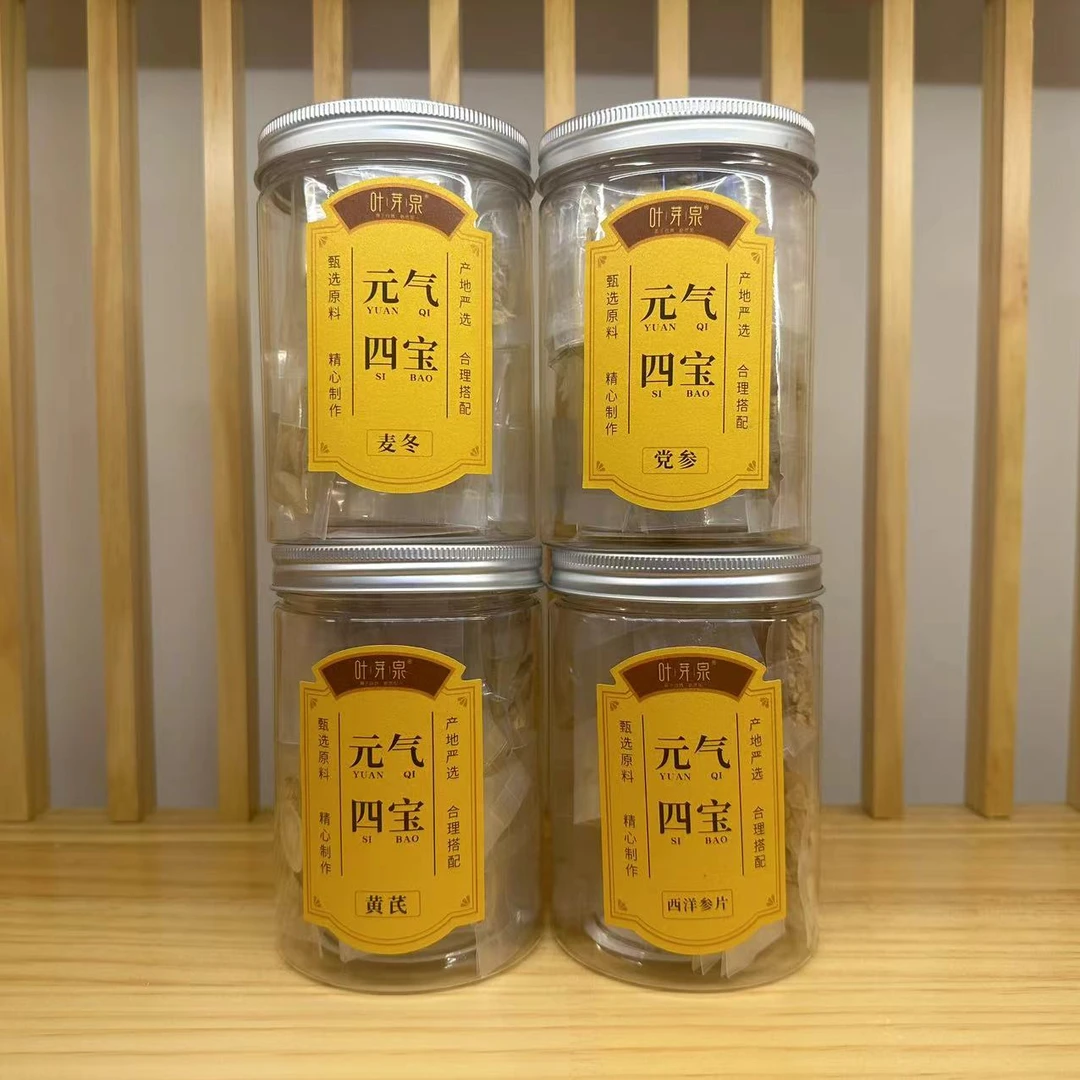 叶芽泉
元气
YUAN QI
四宝
SI BAO
甄选原料 精心制作
产地严选 合理搭配
麦冬
叶芽泉
元气
YUAN QI
四宝
SI BAO
甄选原料 精心制作
产地严选 合理搭配
党参
叶芽泉
元气
YUAN QI
四宝
SI BAO
甄选原料 精心制作
产地严选 合理搭配
黄芪
叶芽泉
元气
YUAN QI
四宝
SI BAO
甄选原料 精心制作
产地严选 合理搭配
西洋参片